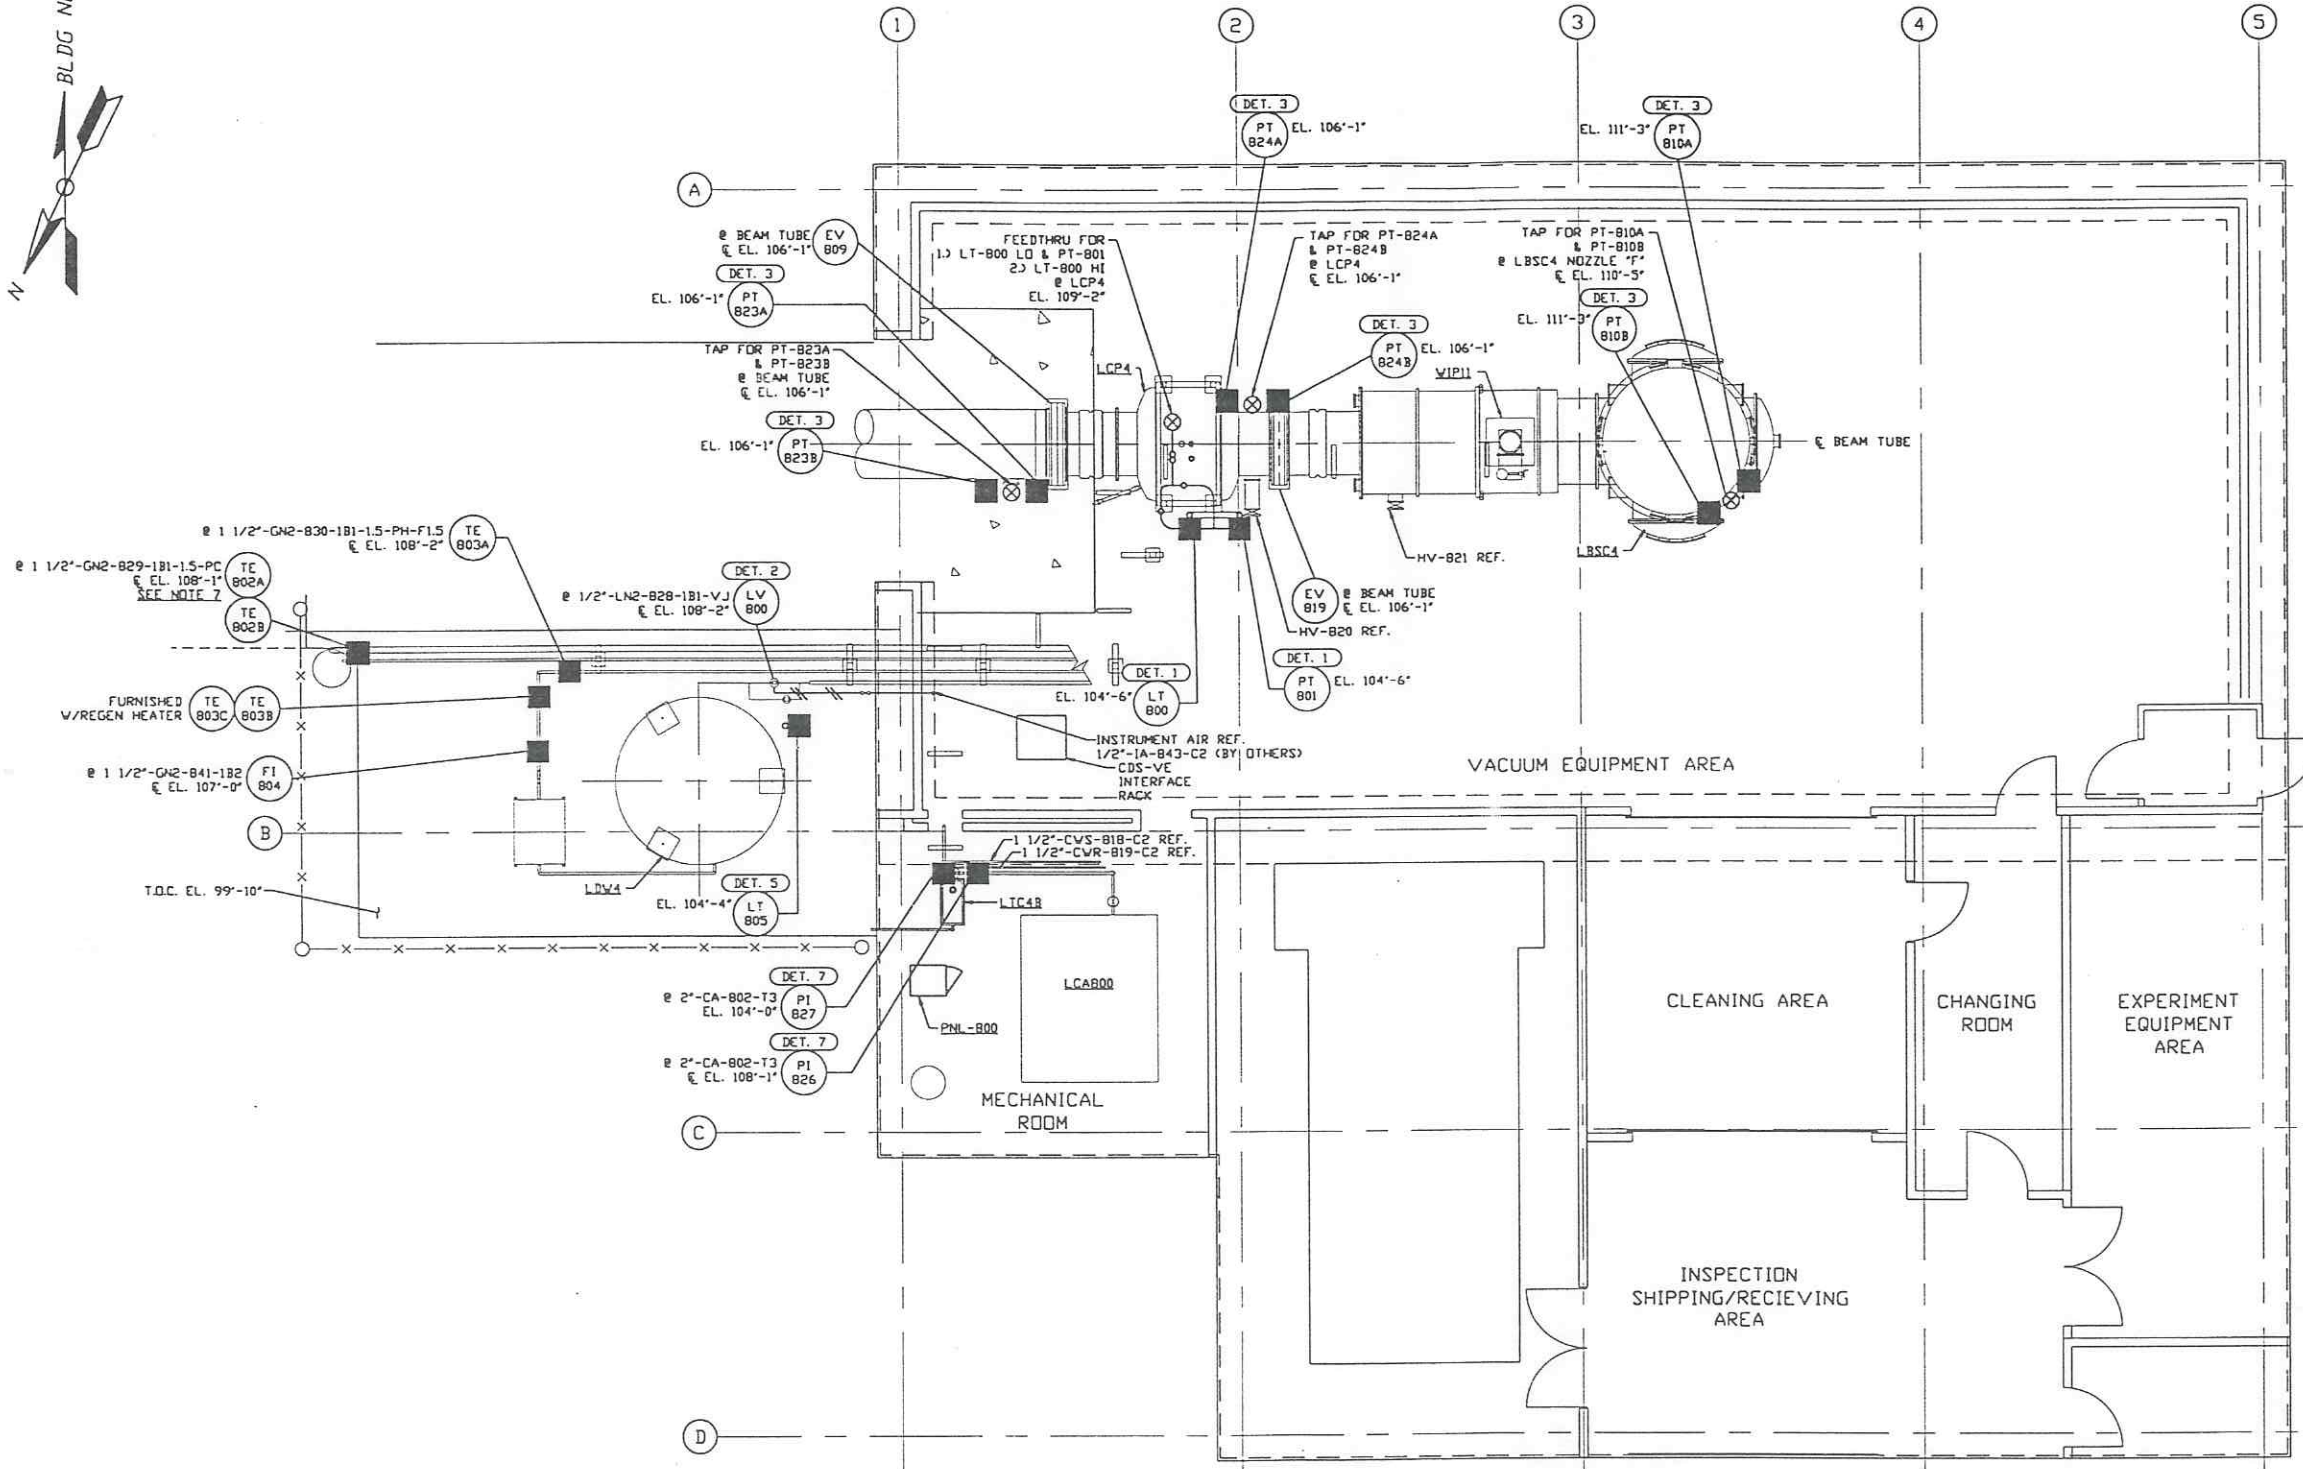 BLDG
N
1
2
3
4
5
A
B
C
D
DET. 3
PT
824A
EL. 106'-1"
DET. 3
EL. 111'-3"
PT
810A
@ BEAM TUBE
℄ EL. 106'-1"
EV
809
DET. 3
EL. 106'-1"
PT
823A
TAP FOR PT-823A
& PT-823B
@ BEAM TUBE
℄ EL. 106'-1"
DET. 3
EL. 106'-1"
PT
823B
FEEDTHRU FOR
1.) LT-800 LO & PT-801
2.) LT-800 HI
@ LCP4
EL. 109'-2"
TAP FOR PT-824A
& PT-824B
@ LCP4
℄ EL. 106'-1"
TAP FOR PT-810A
& PT-810B
@ LBSC4 NOZZLE "F"
℄ EL. 110'-5"
DET. 3
EL. 111'-3"
PT
810B
DET. 3
PT
824B
EL. 106'-1"
LCP4
WIP11
℄ BEAM TUBE
HV-821 REF.
LBSC4
EV
819
@ BEAM TUBE
℄ EL. 106'-1"
HV-820 REF.
DET. 1
PT
801
EL. 104'-6"
DET. 1
EL. 104'-6"
LT
800
@ 1 1/2"-GN2-830-1B1-1.5-PH-F1.5
℄ EL. 108'-2"
TE
803A
@ 1 1/2"-GN2-829-1B1-1.5-PC
℄ EL. 108'-1"
SEE NOTE 7
TE
802A
TE
802B
DET. 2
@ 1/2"-LN2-828-1B1-VJ
℄ EL. 108'-2"
LV
800
FURNISHED
W/REGEN HEATER
TE
803C
TE
803B
@ 1 1/2"-GN2-841-1B2
℄ EL. 107'-0"
FI
804
INSTRUMENT AIR REF.
1/2"-IA-843-C2 (BY OTHERS)
CDS-VE
INTERFACE
RACK
VACUUM EQUIPMENT AREA
1 1/2"-CWS-818-C2 REF.
1 1/2"-CWR-819-C2 REF.
T.O.C. EL. 99'-10"
LDW4
DET. 5
EL. 104'-4"
LT
805
LTC4B
DET. 7
@ 2"-CA-802-T3
EL. 104'-0"
PI
827
DET. 7
@ 2"-CA-802-T3
℄ EL. 108'-1"
PI
826
PNL-800
LCA800
MECHANICAL
ROOM
CLEANING AREA
CHANGING
ROOM
EXPERIMENT
EQUIPMENT
AREA
INSPECTION
SHIPPING/RECIEVING
AREA